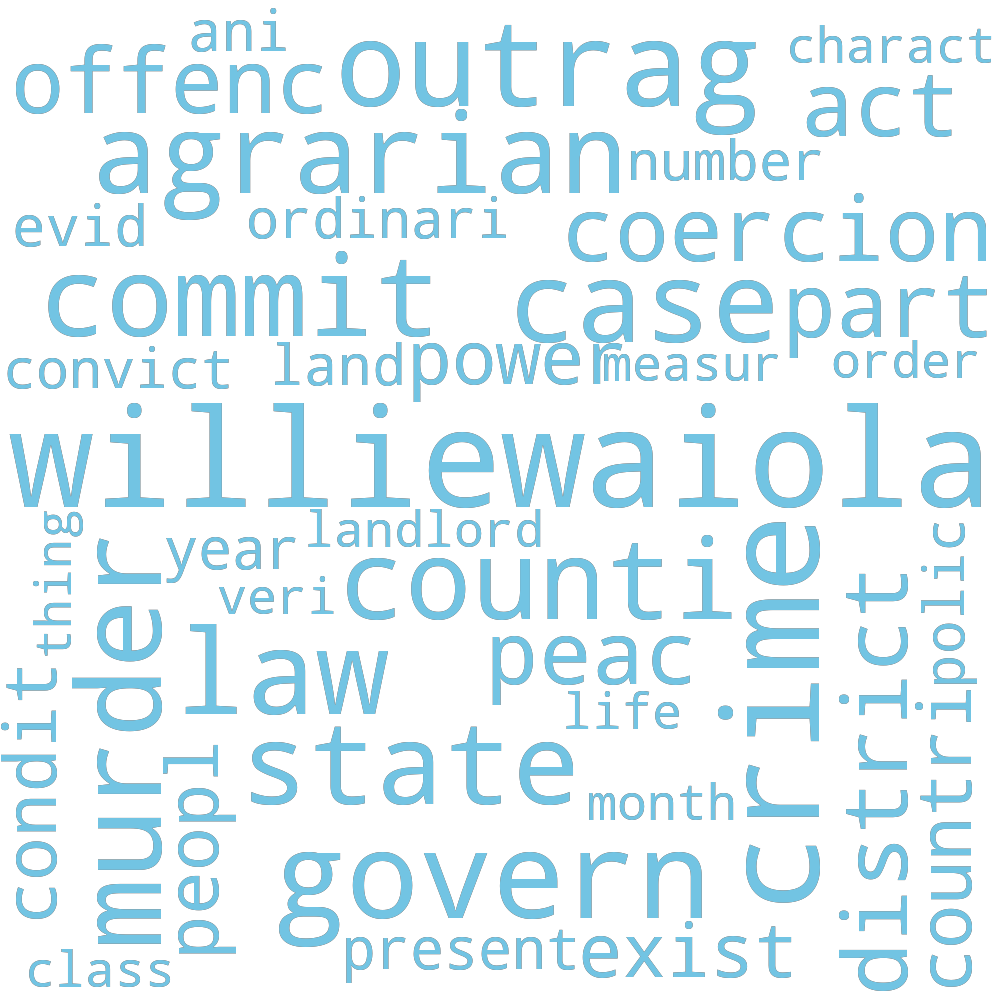 ani
charact
offenc
outrag
act
agrarian
number
evid
ordinari
coercion
commit
case
part
convict
land
power
measur
order
williewaiola
thing
year
landlord
veri
counti
crime
district
polic
murder
law
peac
condit
life
peopl
state
month
countri
govern
present
exist
class